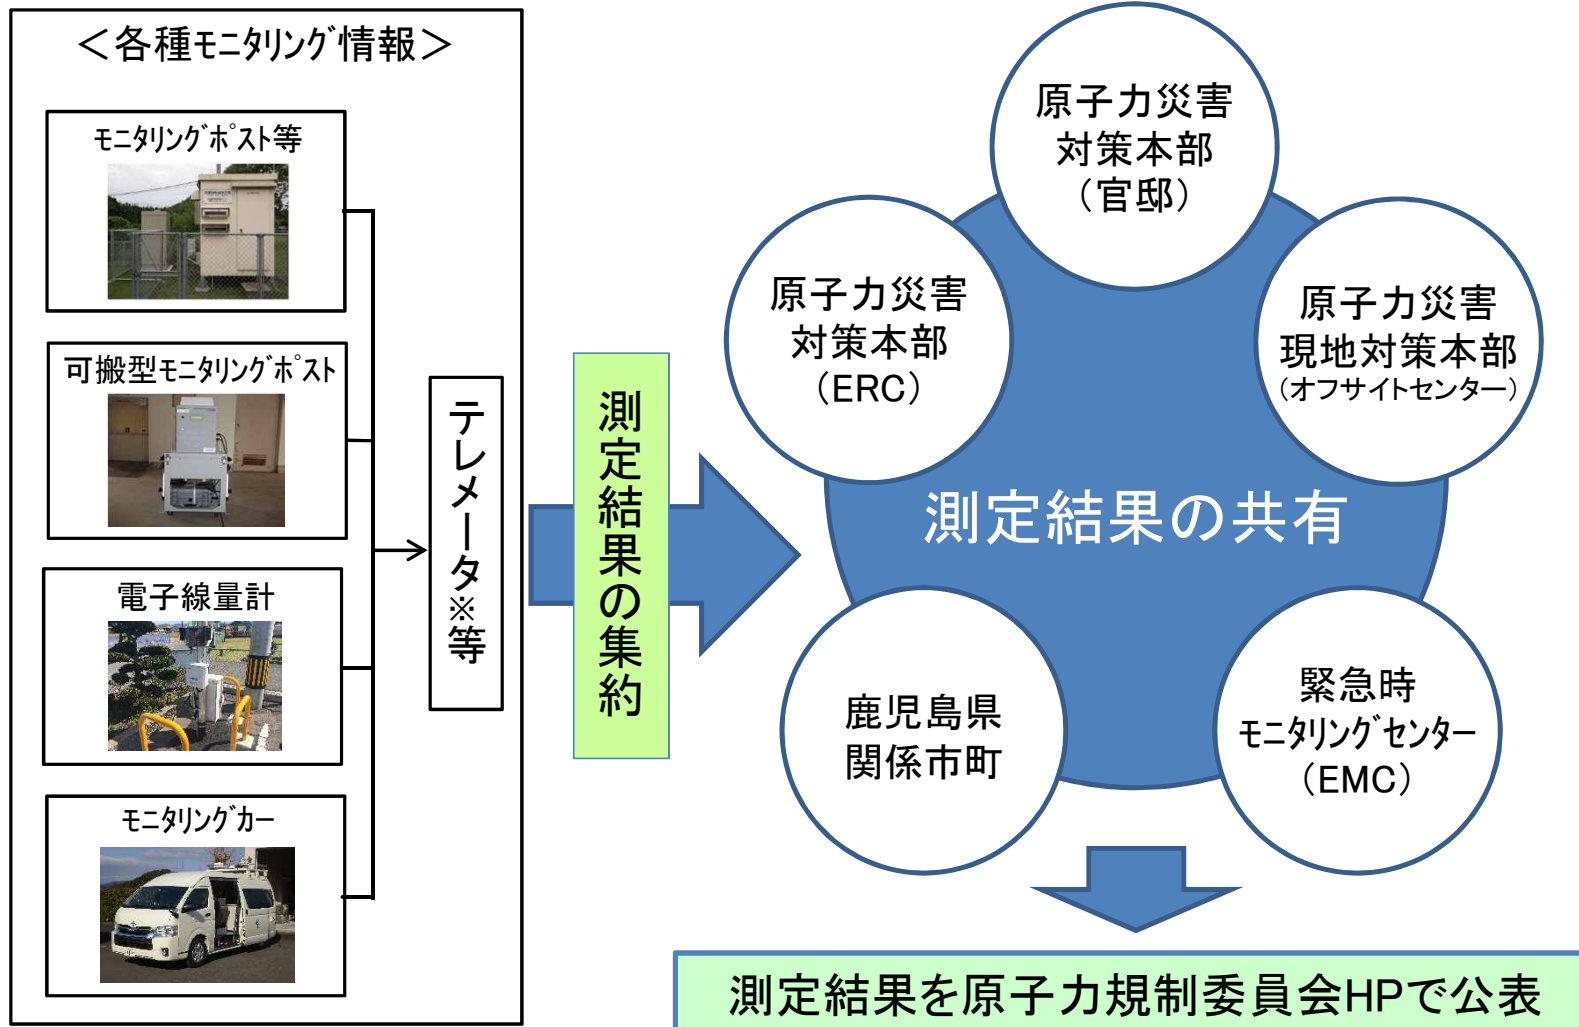 ＜各種ﾓﾆﾀﾘﾝｸﾞ情報＞
ﾓﾆﾀﾘﾝｸﾞﾎﾟｽﾄ等
可搬型ﾓﾆﾀﾘﾝｸﾞﾎﾟｽﾄ
電子線量計
ﾓﾆﾀﾘﾝｸﾞｶｰ
テレメータ※等
測定結果の集約
原子力災害
対策本部
（官邸）
原子力災害
対策本部
（ERC）
原子力災害
現地対策本部
（オフサイトセンター）
測定結果の共有
鹿児島県
関係市町
緊急時
ﾓﾆﾀﾘﾝｸﾞｾﾝﾀｰ
（EMC）
測定結果を原子力規制委員会HPで公表